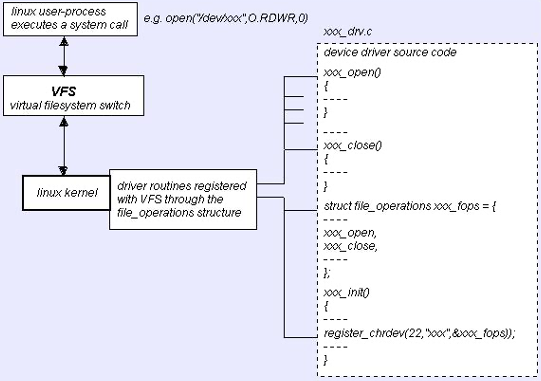 linux user-process
executes a system call
e.g. open("/dev/xxx",O.RDWR,0)
VFS
virtual filesystem switch
linux kernel
driver routines registered
with VFS through the
file_operations structure
xxx_drv.c
device driver source code
xxx_open()
{
----
}
----
xxx_close()
{
----
}
struct file_operations xxx_fops = {
----
xxx_open,
xxx_close,
----
};
xxx_init()
{
----
register_chrdev(22,"xxx",&xxx_fops));
----
}